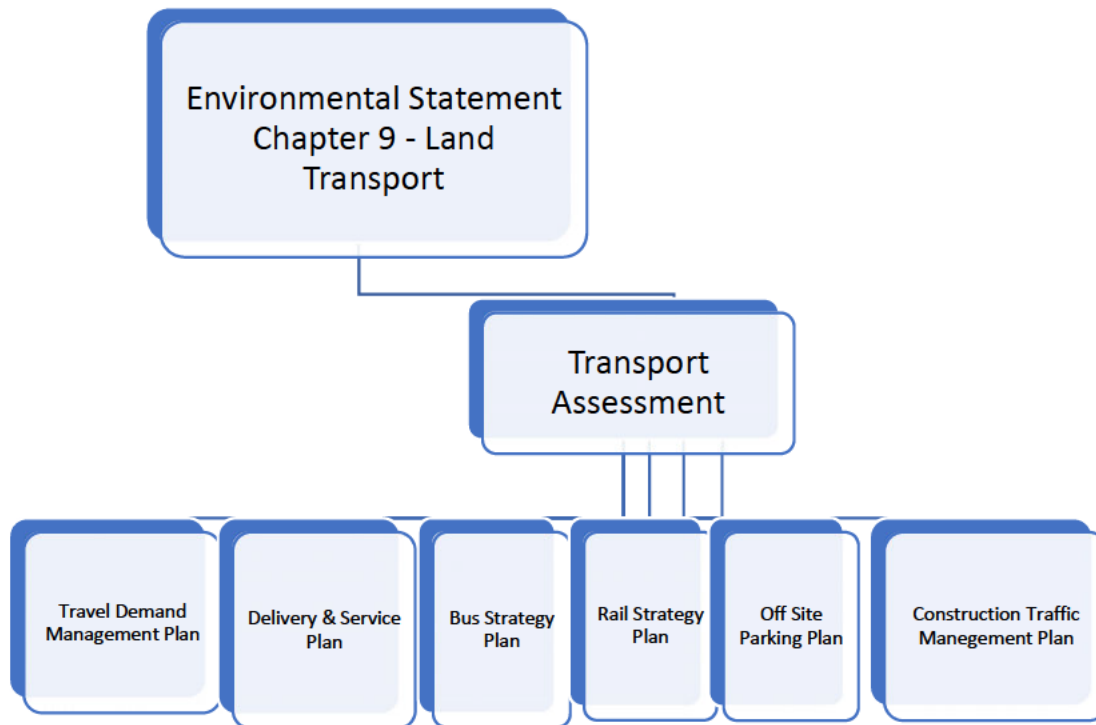 Environmental Statement
Chapter 9 - Land
Transport
Transport
Assessment
Travel Demand
Management Plan
Delivery & Service
Plan
Bus Strategy
Plan
Rail Strategy
Plan
Off Site
Parking Plan
Construction Traffic
Manegement Plan